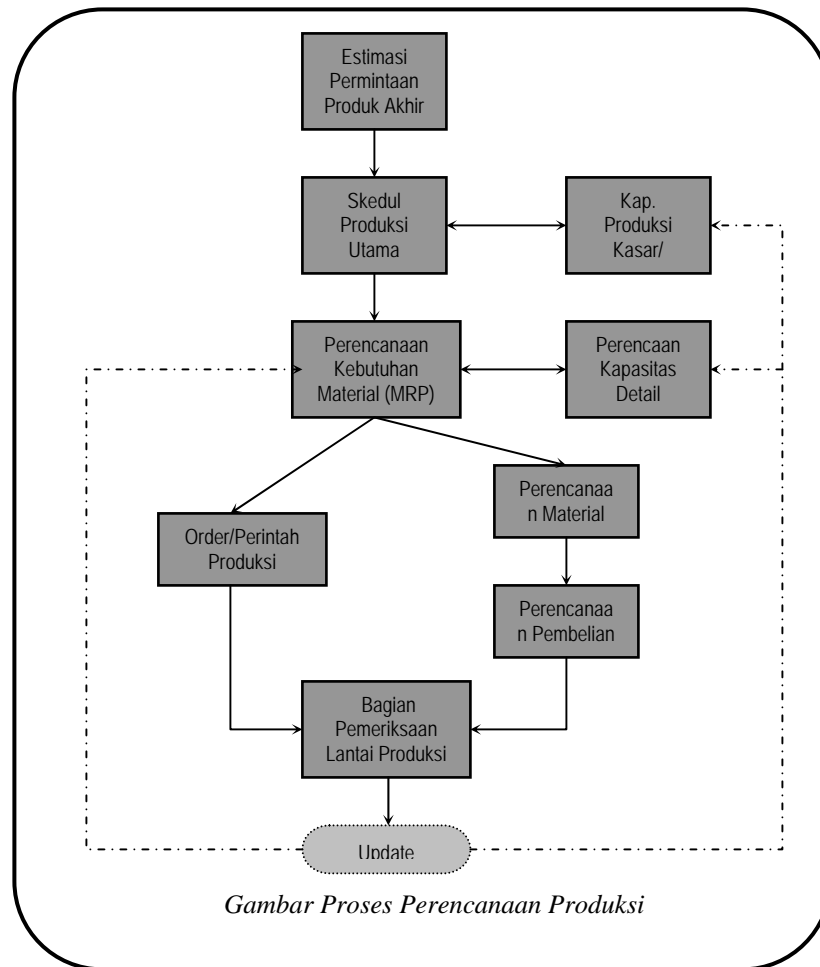 Estimasi
Permintaan
Produk Akhir
Skedul
Produksi
Utama
Kap.
Produksi
Kasar/
Perencanaan
Kebutuhan
Material (MRP)
Perencaan
Kapasitas
Detail
Perencanaa
n Material
Order/Perintah
Produksi
Perencanaa
n Pembelian
Bagian
Pemeriksaan
Lantai Produksi
Update
Gambar Proses Perencanaan Produksi